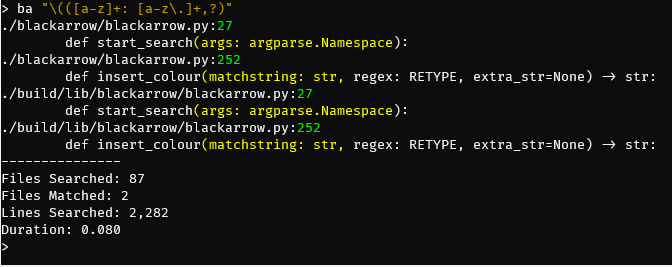 > ba "\(([a-z]+: [a-z\.]+,?)"
./blackarrow/blackarrow.py:27
        def start_search(args: argparse.Namespace):
./blackarrow/blackarrow.py:252
        def insert_colour(matchstring: str, regex: RETYPE, extra_str=None) -> str:
./build/lib/blackarrow/blackarrow.py:27
        def start_search(args: argparse.Namespace):
./build/lib/blackarrow/blackarrow.py:252
        def insert_colour(matchstring: str, regex: RETYPE, extra_str=None) -> str:
---------------
Files Searched: 87
Files Matched: 2
Lines Searched: 2,282
Duration: 0.080
>